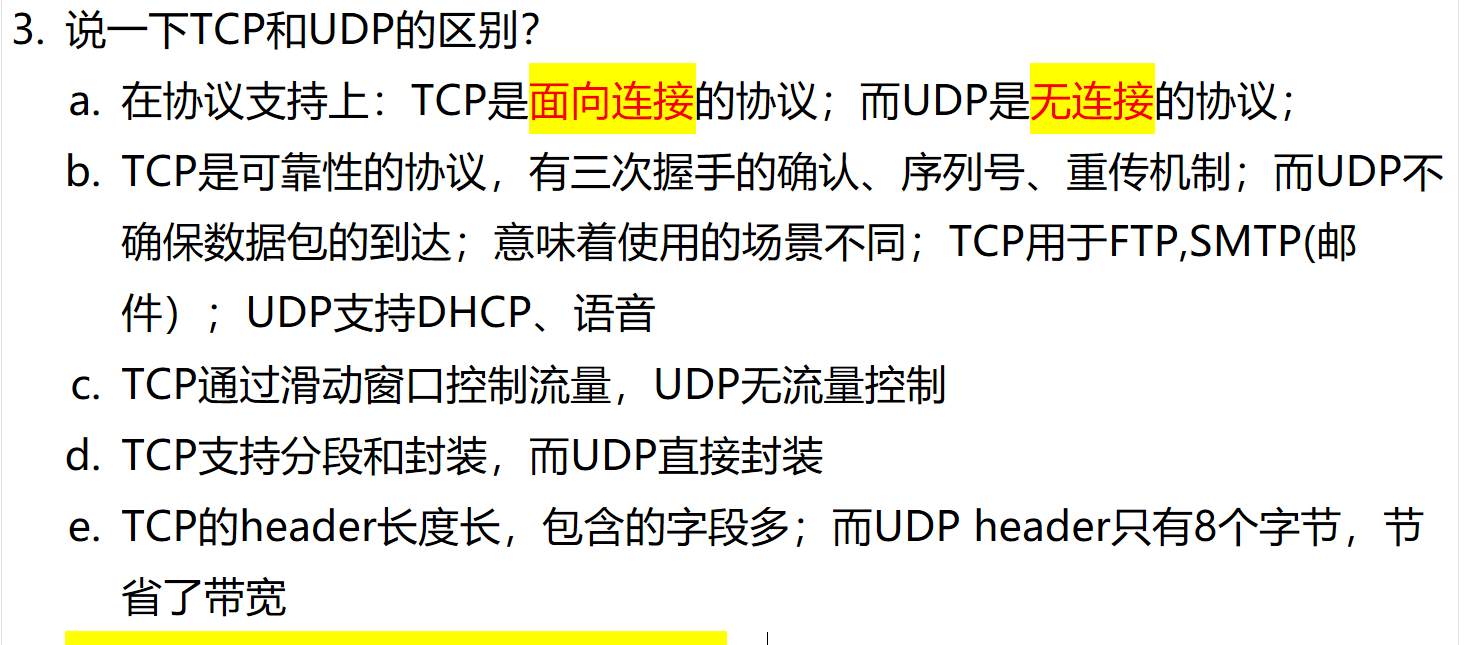 3. 说一下TCP和UDP的区别？
a. 在协议支持上：TCP是面向连接的协议；而UDP是无连接的协议；
b. TCP是可靠性的协议，有三次握手的确认、序列号、重传机制；而UDP不
确保数据包的到达；意味着使用的场景不同；TCP用于FTP,SMTP(邮
件）；UDP支持DHCP、语音
c. TCP通过滑动窗口控制流量，UDP无流量控制
d. TCP支持分段和封装，而UDP直接封装
e. TCP的header长度长，包含的字段多；而UDP header只有8个字节，节
省了带宽